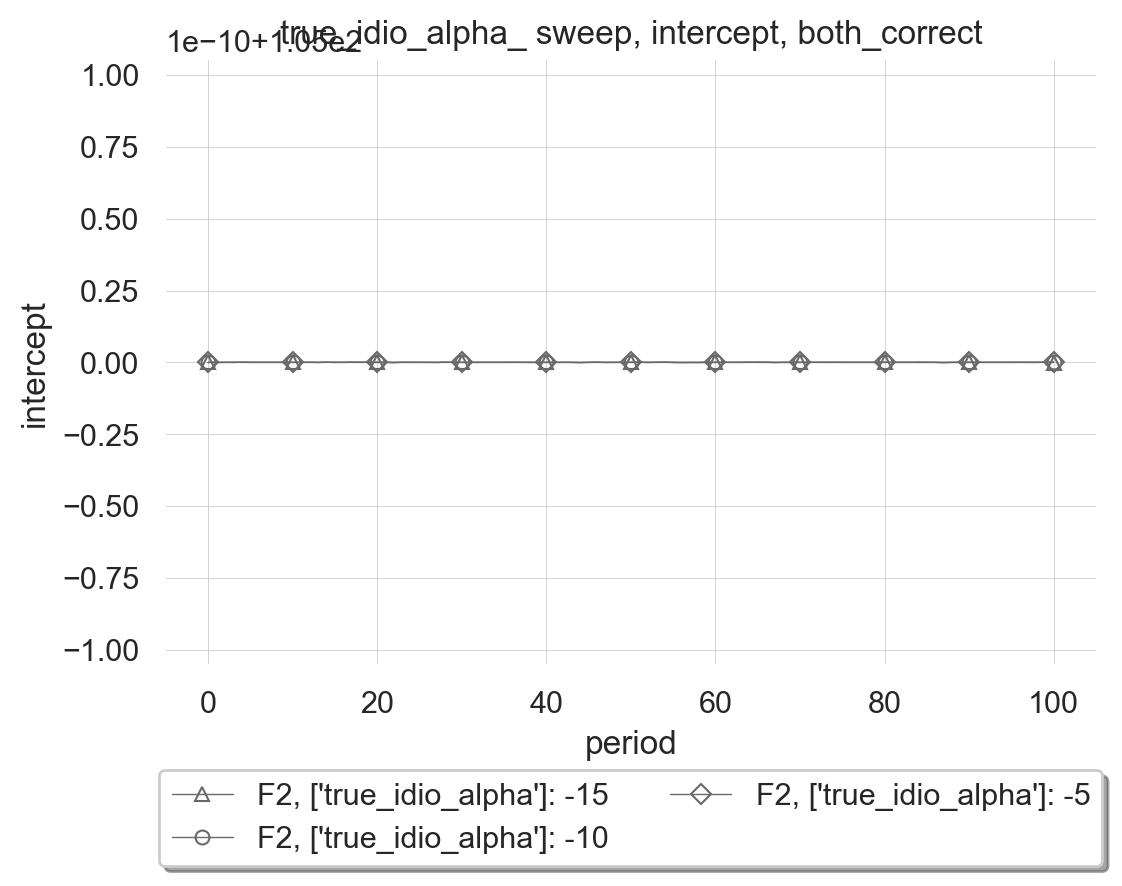 true_idio_alpha_ sweep, intercept, both_correct
1e−10+1.05e2
1.00
0.75
0.50
0.25
0.00
−0.25
−0.50
−0.75
−1.00
intercept
0 20 40 60 80 100
period
F2, ['true_idio_alpha']: -15 F2, ['true_idio_alpha']: -5
F2, ['true_idio_alpha']: -10